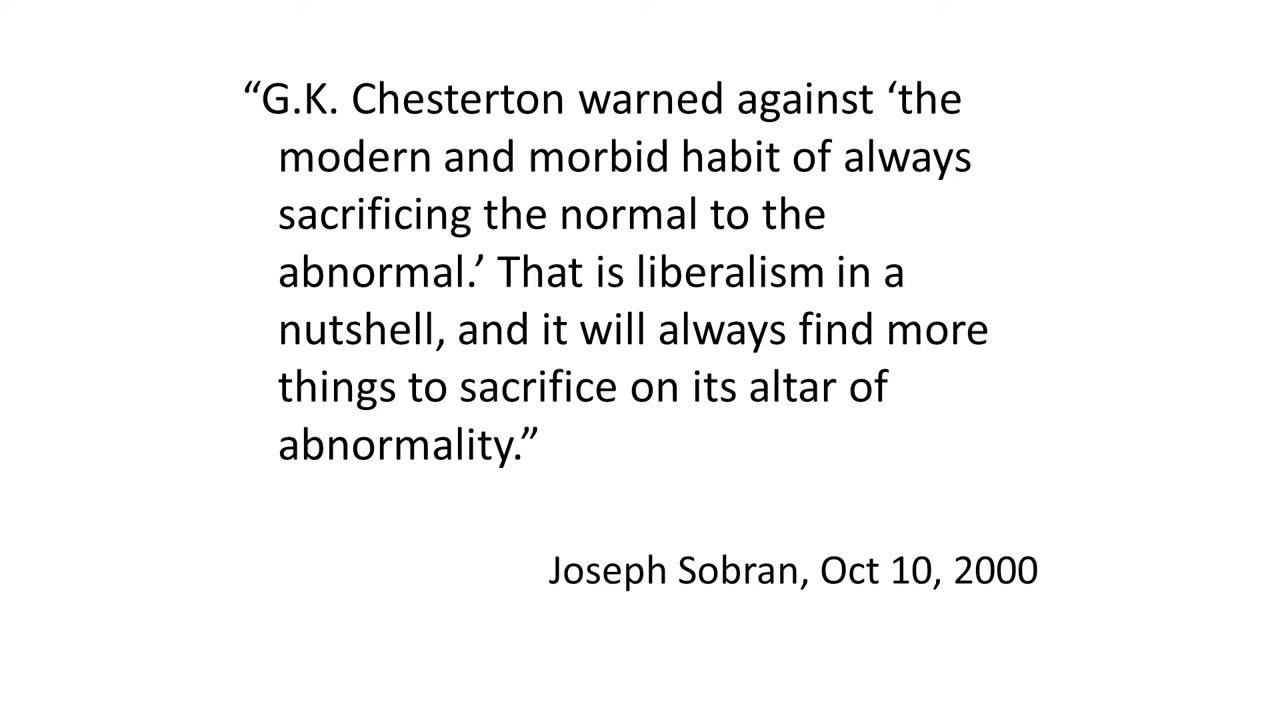 “G.K. Chesterton warned against ‘the
modern and morbid habit of always
sacrificing the normal to the
abnormal.’ That is liberalism in a
nutshell, and it will always find more
things to sacrifice on its altar of
abnormality.”
Joseph Sobran, Oct 10, 2000